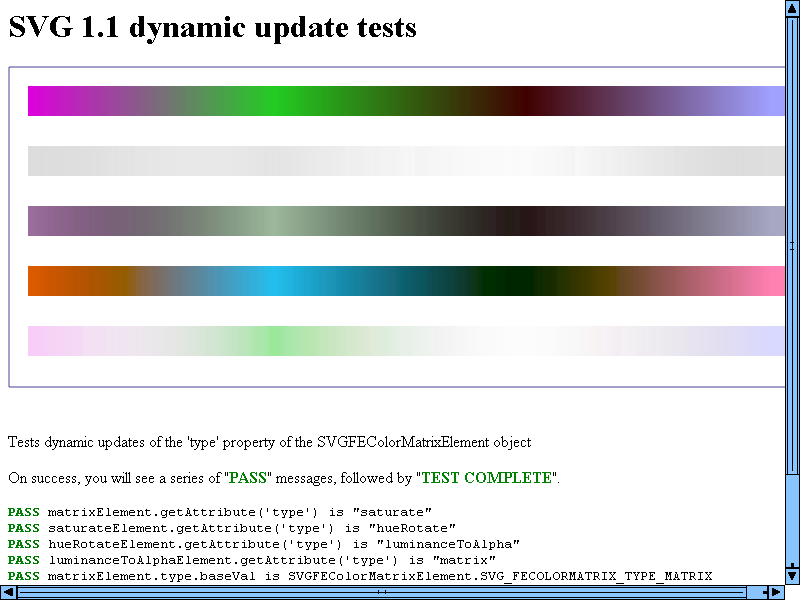 SVG 1.1 dynamic update tests
Tests dynamic updates of the 'type' property of the SVGFEColorMatrixElement object
On success, you will see a series of "PASS" messages, followed by "TEST COMPLETE".
PASS matrixElement.getAttribute('type') is "saturate"
PASS saturateElement.getAttribute('type') is "hueRotate"
PASS hueRotateElement.getAttribute('type') is "luminanceToAlpha"
PASS luminanceToAlphaElement.getAttribute('type') is "matrix"
PASS matrixElement.type.baseVal is SVGFEColorMatrixElement.SVG_FECOLORMATRIX_TYPE_MATRIX